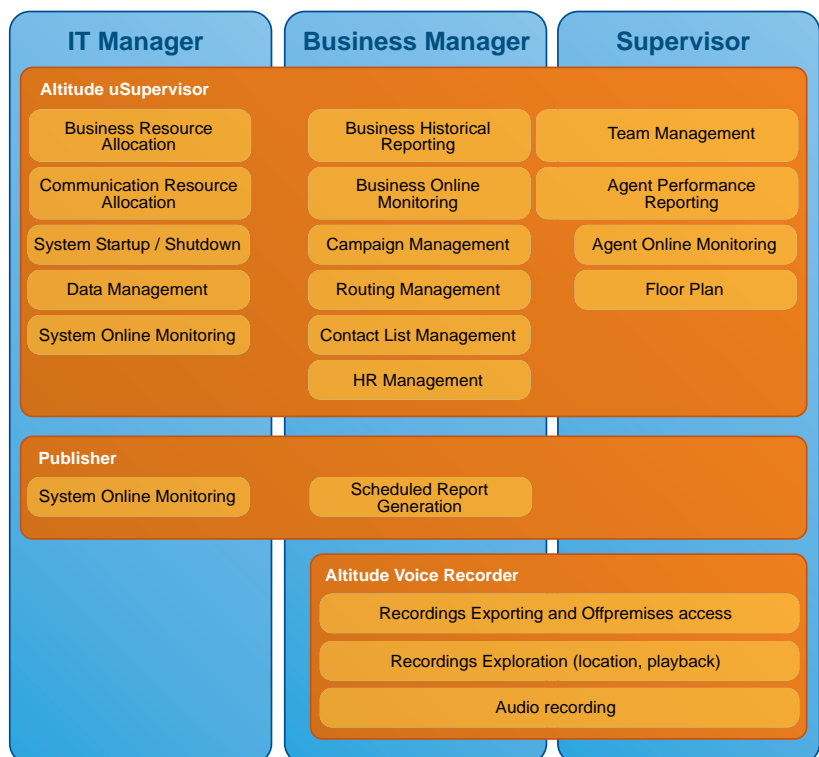 IT Manager
Business Manager
Supervisor
Altitude uSupervisor
Business Resource
Allocation
Communication Resource
Allocation
System Startup / Shutdown
Data Management
System Online Monitoring
Business Historical
Reporting
Business Online
Monitoring
Campaign Management
Routing Management
Contact List Management
HR Management
Team Management
Agent Performance
Reporting
Agent Online Monitoring
Floor Plan
Publisher
System Online Monitoring
Scheduled Report
Generation
Altitude Voice Recorder
Recordings Exporting and Offpremises access
Recordings Exploration (location, playback)
Audio recording